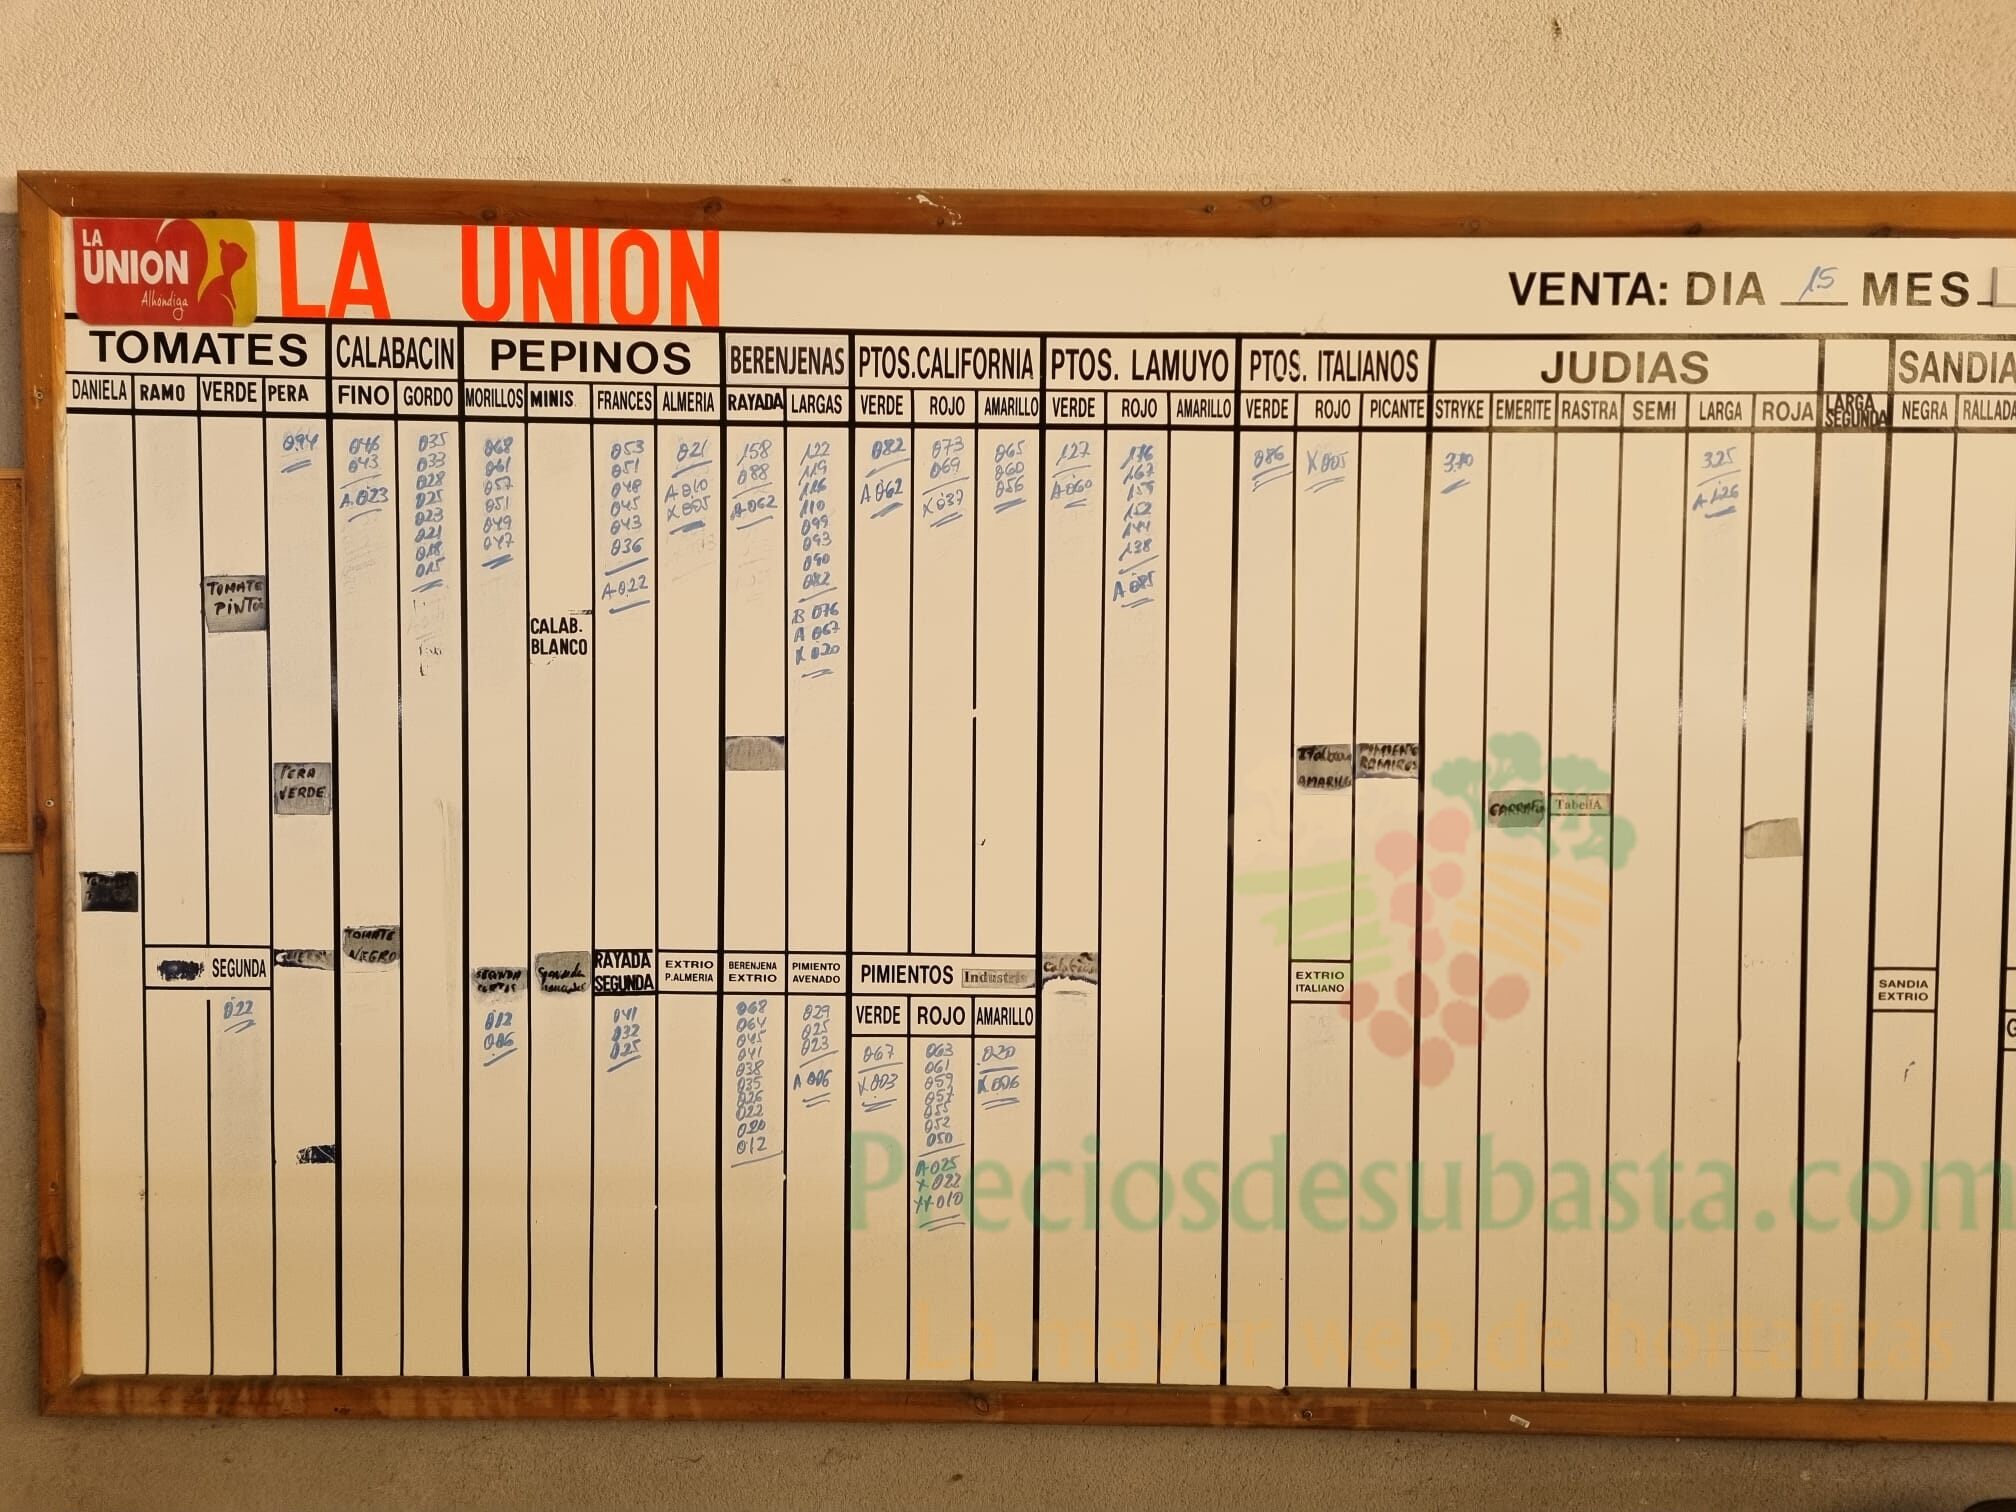 LA
UNION
Alhóndiga
LA UNION
VENTA: DIA 15 MES
TOMATES CALABACIN PEPINOS BERENJENAS PTOS.CALIFORNIA PTOS. LAMUYO PTOS. ITALIANOS JUDIAS SANDIA
DANIELA RAMO VERDE PERA FINO GORDO MORILLOS MINIS. FRANCES ALMERIA RAYADA LARGAS VERDE ROJO AMARILLO VERDE ROJO AMARILLO VERDE ROJO PICANTE STRYKE EMERITE RASTRA SEMI LARGA ROJA LARGA SEGUNDA NEGRA RALLADA
094
046
043
A 023
035
033
028
025
023
021
018
015
068
061
057
051
049
047
053
051
048
045
043
036
A 022
021
A 010
X 005
158
088
A 062
122
119
116
110
099
093
090
082
B 076
A 067
X 020
082
A 062
073
069
X 037
065
060
056
127
A 060
176
167
159
152
144
138
A 085
086
X 005
370
325
A 126
TOMATE
PINTON
CALAB.
BLANCO
PERA
VERDE
AMARILLO
PIMIENTO
RAMIROS
GARRAFAL
TabellA
TOMATE
NEGRO
SEGUNDA
022
SEGUNDA
012
006
RAYADA
SEGUNDA
041
032
025
EXTRIO
P.ALMERIA
BERENJENA
EXTRIO
068
064
045
041
038
035
026
022
020
012
PIMIENTO
AVENADO
029
025
023
A 006
PIMIENTOS Industria
VERDE ROJO AMARILLO
067
X 003
063
061
059
057
055
052
050
A 025
X 022
XX 010
020
X 006
EXTRIO
ITALIANO
SANDIA
EXTRIO
Preciosdesubasta.com
La mayor web de hortalizas